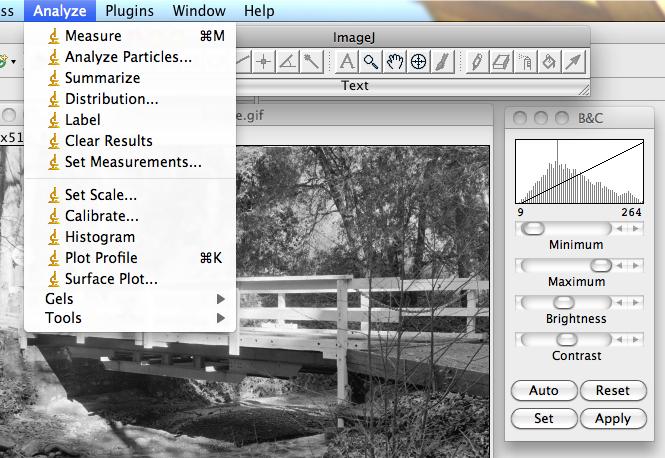 ss Analyze Plugins Window Help
Measure ⌘M
Analyze Particles...
Summarize
Distribution...
Label
Clear Results
Set Measurements...
Set Scale...
Calibrate...
Histogram
Plot Profile ⌘K
Surface Plot...
Gels
Tools
ImageJ
A
Text
e.gif
x51
B&C
9 264
Minimum
Maximum
Brightness
Contrast
Auto Reset
Set Apply